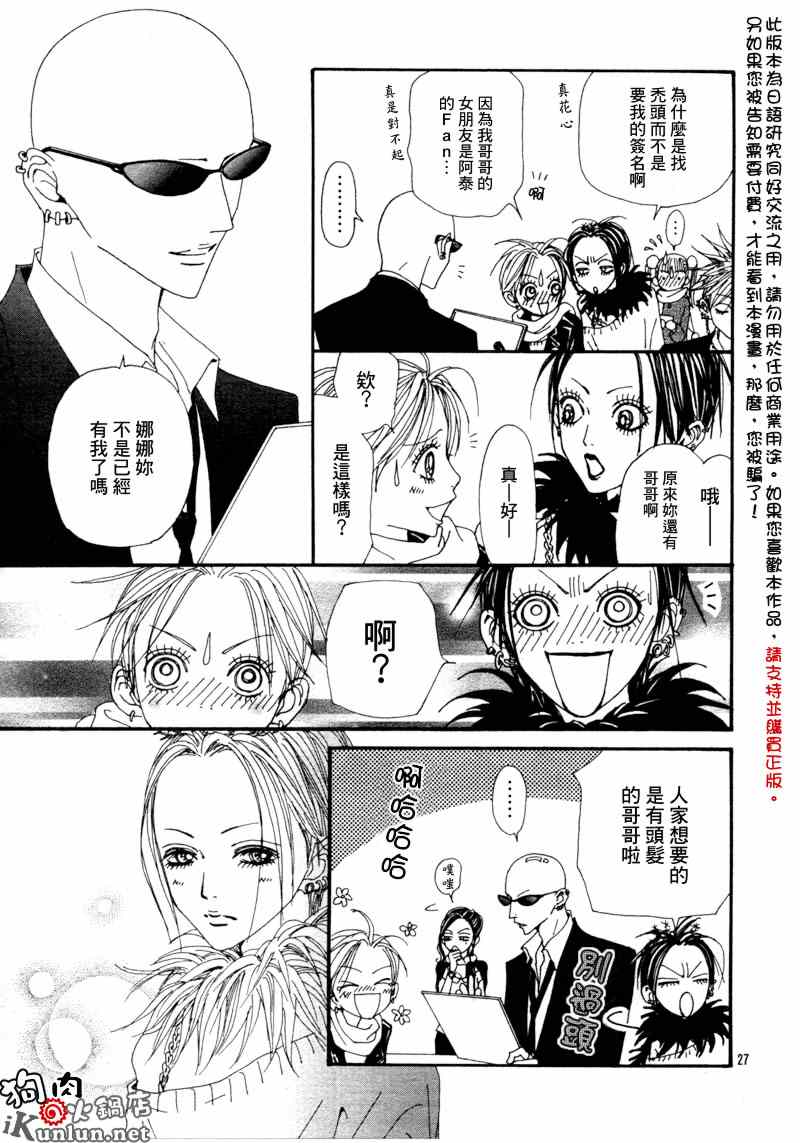 為什麼是找
禿頭而不是
要我的簽名啊
真花心
因為我哥哥的
女朋友是阿泰
的Fan…
真是對不起
啊
……
……
哦——
原來妳還有
哥哥啊
真—好—
欸?
是這樣嗎?
娜娜妳
不是已經
有我了嗎
啊?
人家想要的
是有頭髮
的哥哥啦
……
別過頭
噗嗤
啊哈哈哈
27
此版本為日語研究同好交流之用,請勿用於任何商業用途。如果您喜歡本作品,請支持並購買正版。
另如果您被告知需要付費,才能看到本漫畫,那麼,您被騙了!
狗肉
火鍋店
iKunlun.net